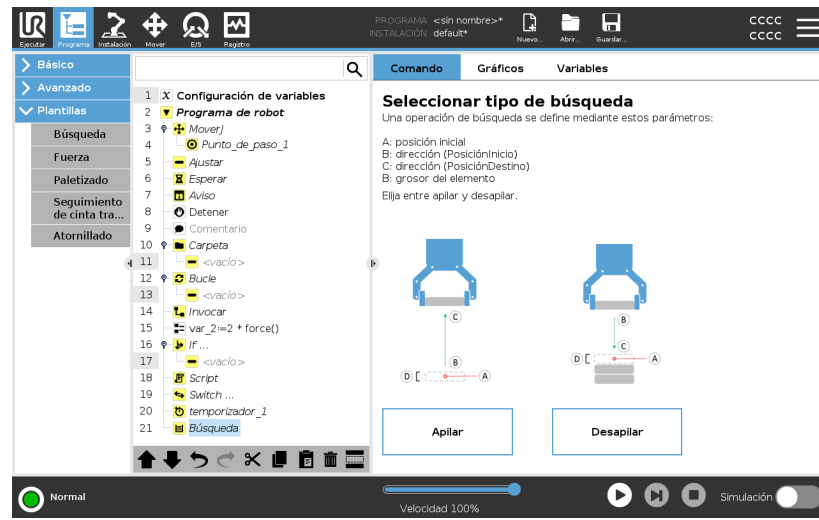 PROGRAMA <sin nombre>*
INSTALACIÓN default*
cccc
cccc
Ejecutar Programa Instalación Mover E/S Registro Nuevo... Abrir... Guardar...
Básico
Avanzado
Plantillas
Búsqueda
Fuerza
Paletizado
Seguimiento
de cinta tra...
Atornillado
1 X Configuración de variables
2 Programa de robot
3 MoverJ
4 Punto_de_paso_1
5 Ajustar
6 Esperar
7 Aviso
8 Detener
9 Comentario
10 Carpeta
11 <vacío>
12 Bucle
13 <vacío>
14 Invocar
15 var_2:=2 * force()
16 If ...
17 <vacío>
18 Script
19 Switch ...
20 temporizador_1
21 Búsqueda
Comando Gráficos Variables
Seleccionar tipo de búsqueda
Una operación de búsqueda se define mediante estos parámetros:
A: posición inicial
B: dirección (PosiciónInicio)
C: dirección (PosiciónDestino)
B: grosor del elemento
Elija entre apilar y desapilar.
C
B
D A
B
C
D A
Apilar
Desapilar
Normal
Velocidad 100%
Simulación